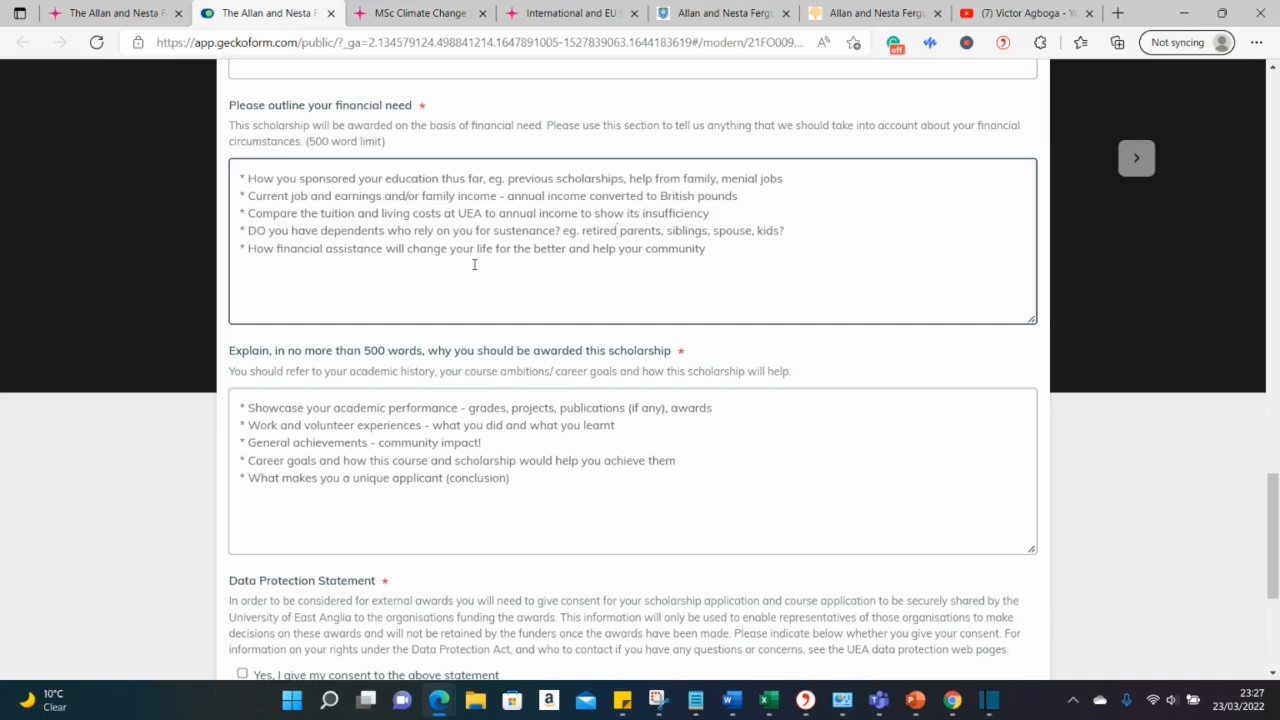 The Allan and Nesta F
The Allan and Nesta F
MSc Climate Change
International and EU S
Allan and Nesta Fergu
Allan and Nesta Fergu
(7) Victor Agboga - Yo
https://app.geckoform.com/public/?_ga=2.134579124.498841214.1647891005-1527839063.1644183619#/modern/21FO009...
off
Not syncing
Please outline your financial need *
This scholarship will be awarded on the basis of financial need. Please use this section to tell us anything that we should take into account about your financial
circumstances. (500 word limit)
* How you sponsored your education thus far, eg. previous scholarships, help from family, menial jobs
* Current job and earnings and/or family income - annual income converted to British pounds
* Compare the tuition and living costs at UEA to annual income to show its insufficiency
* DO you have dependents who rely on you for sustenance? eg. retired parents, siblings, spouse, kids?
* How financial assistance will change your life for the better and help your community
Explain, in no more than 500 words, why you should be awarded this scholarship *
You should refer to your academic history, your course ambitions/ career goals and how this scholarship will help.
* Showcase your academic performance - grades, projects, publications (if any), awards
* Work and volunteer experiences - what you did and what you learnt
* General achievements - community impact!
* Career goals and how this course and scholarship would help you achieve them
* What makes you a unique applicant (conclusion)
Data Protection Statement *
In order to be considered for external awards you will need to give consent for your scholarship application and course application to be securely shared by the
University of East Anglia to the organisations funding the awards. This information will only be used to enable representatives of those organisations to make
decisions on these awards and will not be retained by the funders once the awards have been made. Please indicate below whether you give your consent. For
information on your rights under the Data Protection Act, and who to contact if you have any questions or concerns, see the UEA data protection web pages.
Yes, I give my consent to the above statement
10°C
Clear
23:27
23/03/2022